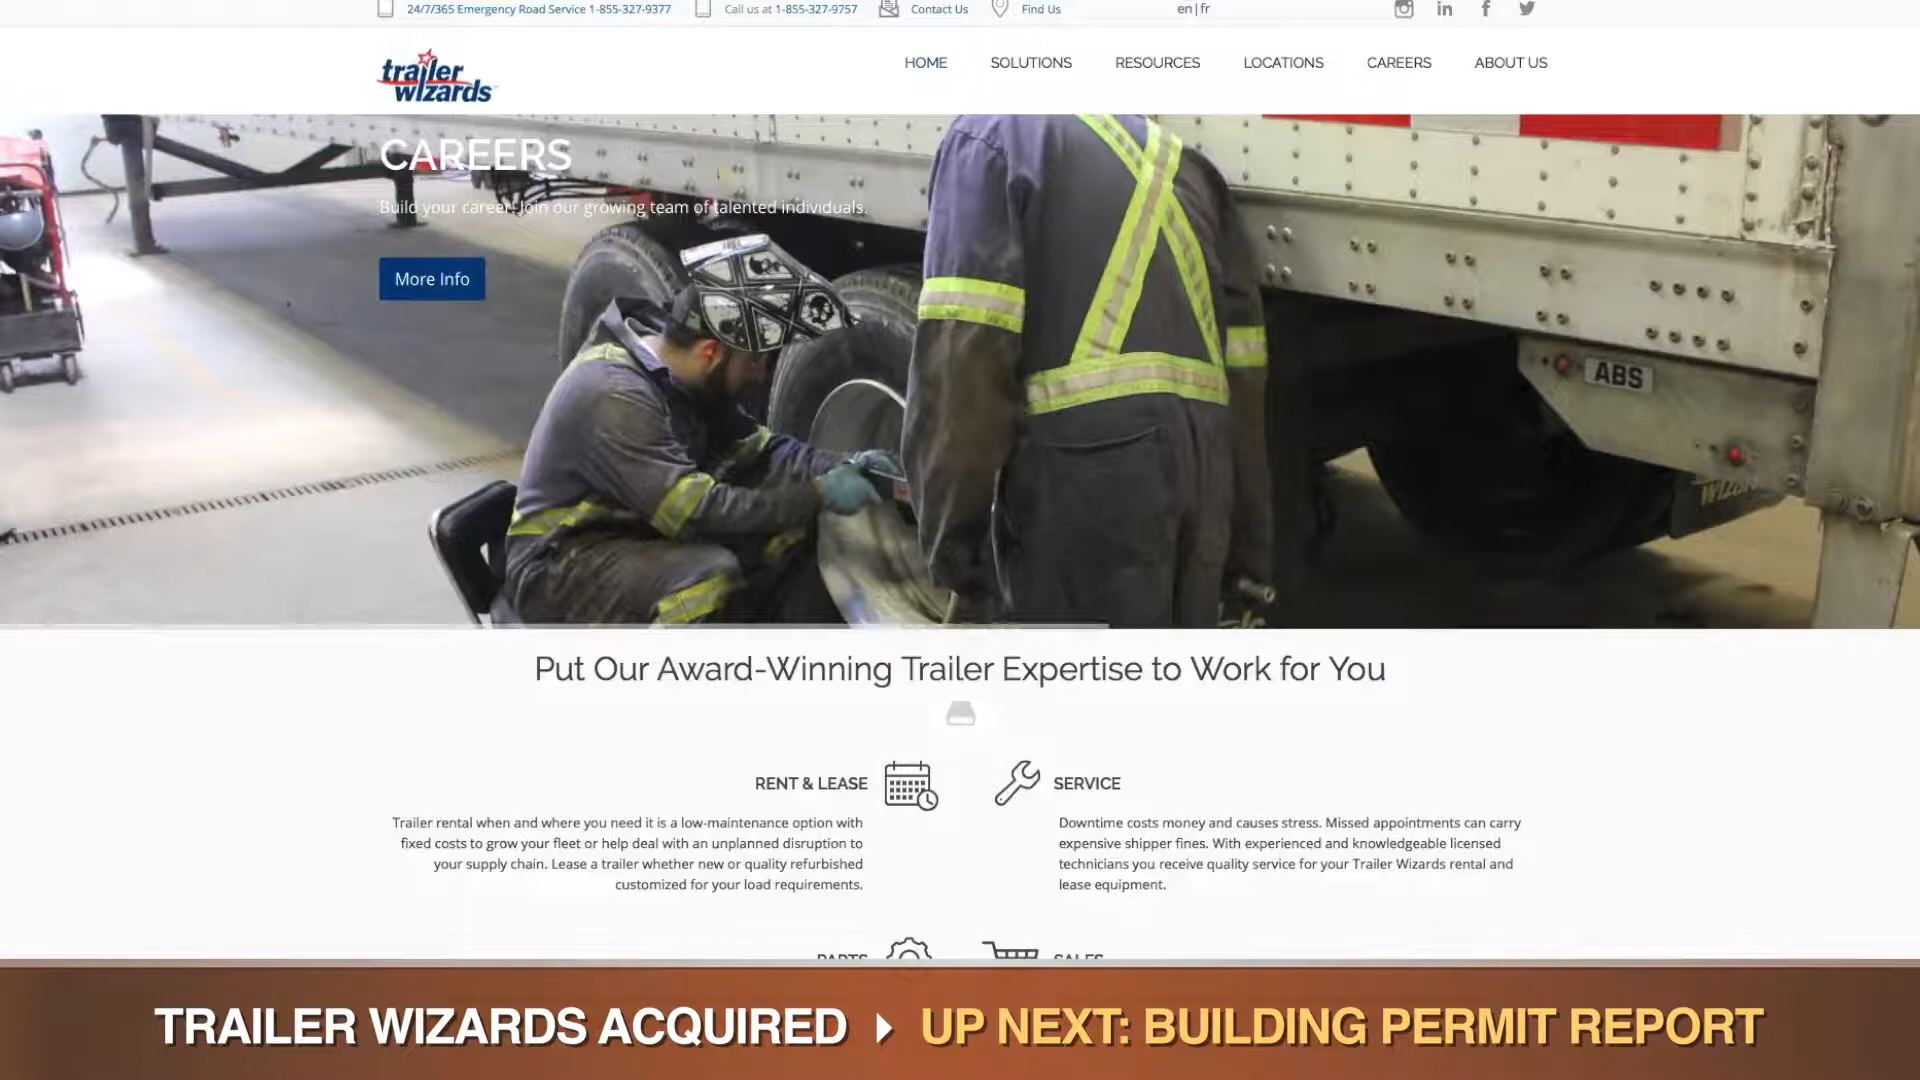 24/7/365 Emergency Road Service 1-855-327-9377 Call us at 1-855-327-9757 Contact Us Find Us en|fr
trailer
wizards
HOME SOLUTIONS RESOURCES LOCATIONS CAREERS ABOUT US
CAREERS
Build your career! Join our growing team of talented individuals.
More Info
ABS
Put Our Award-Winning Trailer Expertise to Work for You
RENT & LEASE
Trailer rental when and where you need it is a low-maintenance option with
fixed costs to grow your fleet or help deal with an unplanned disruption to
your supply chain. Lease a trailer whether new or quality refurbished
customized for your load requirements.
SERVICE
Downtime costs money and causes stress. Missed appointments can carry
expensive shipper fines. With experienced and knowledgeable licensed
technicians you receive quality service for your Trailer Wizards rental and
lease equipment.
PARTS
SALES
TRAILER WIZARDS ACQUIRED ▸ UP NEXT: BUILDING PERMIT REPORT